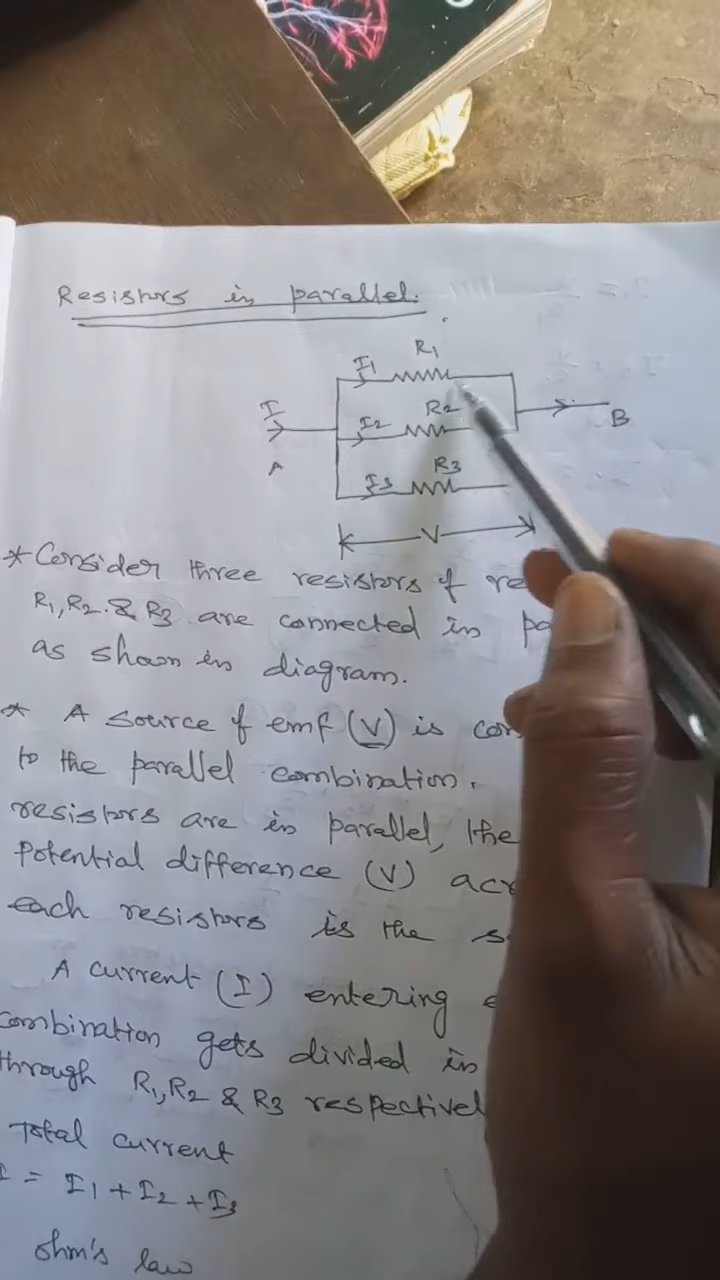 Resistors in parallel.
I1 R1
I I2 R2
A B
I3 R3
V
* Consider three resistors of
R1, R2. & R3 are connected in
as shown in diagram.
* A source of emf (V) is
to the parallel combination.
resistors are in parallel, the
Potential difference (V)
each resistors is the
A current (I) entering
combination gets divided in
through R1, R2 & R3
Total current
I = I1 + I2 + I3
ohm's law